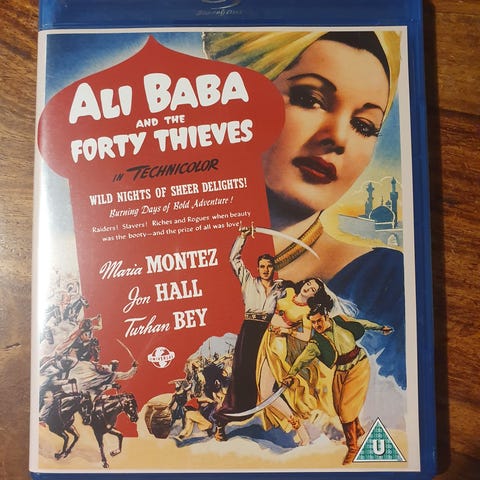 ALI BABA
AND THE
FORTY THIEVES
IN TECHNICOLOR
WILD NIGHTS OF SHEER DELIGHTS!
Burning Days of Bold Adventure!
Raiders! Slavers! Riches and Rogues when beauty
was the booty—and the prize of all was love!
Maria MONTEZ
Jon HALL
Turhan BEY
UNIVERSAL
U